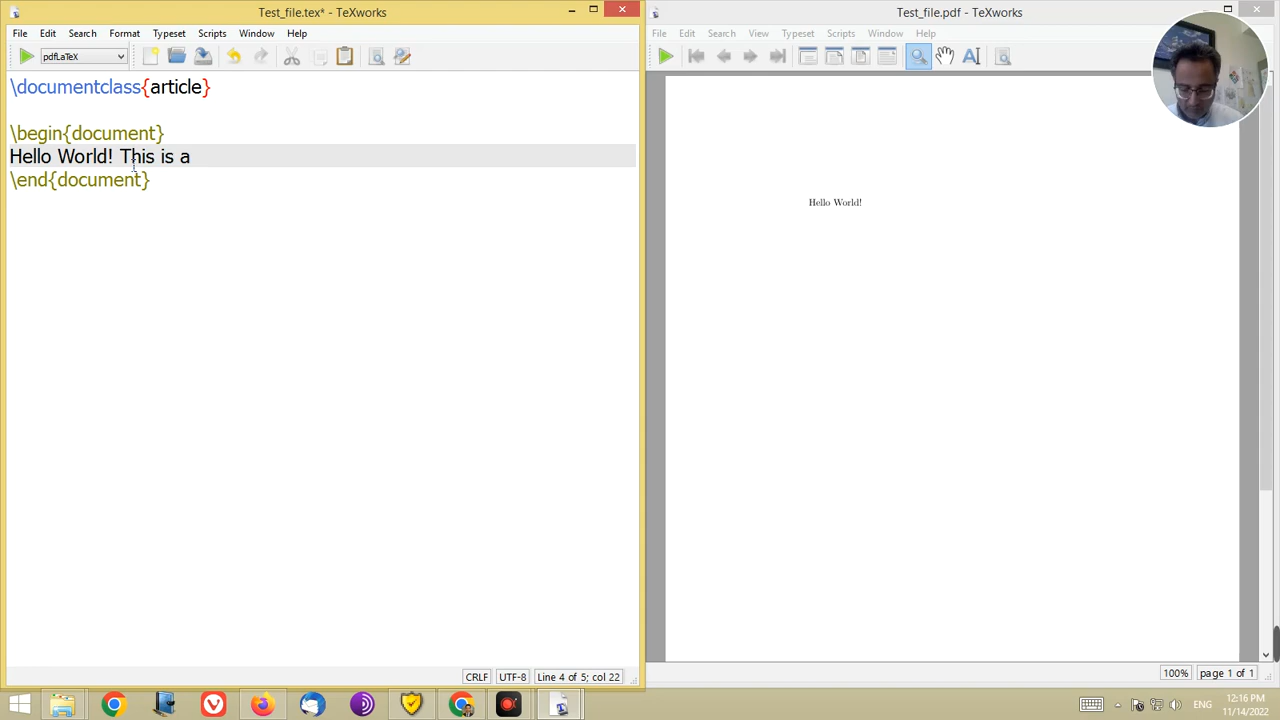 Test_file.tex* - TeXworks
File Edit Search Format Typeset Scripts Window Help
pdfLaTeX
\documentclass{article}
\begin{document}
Hello World! This is a
\end{document}
CRLF UTF-8 Line 4 of 5; col 22
Test_file.pdf - TeXworks
File Edit Search View Typeset Scripts Window Help
Hello World!
100% page 1 of 1
ENG
12:16 PM
11/14/2022